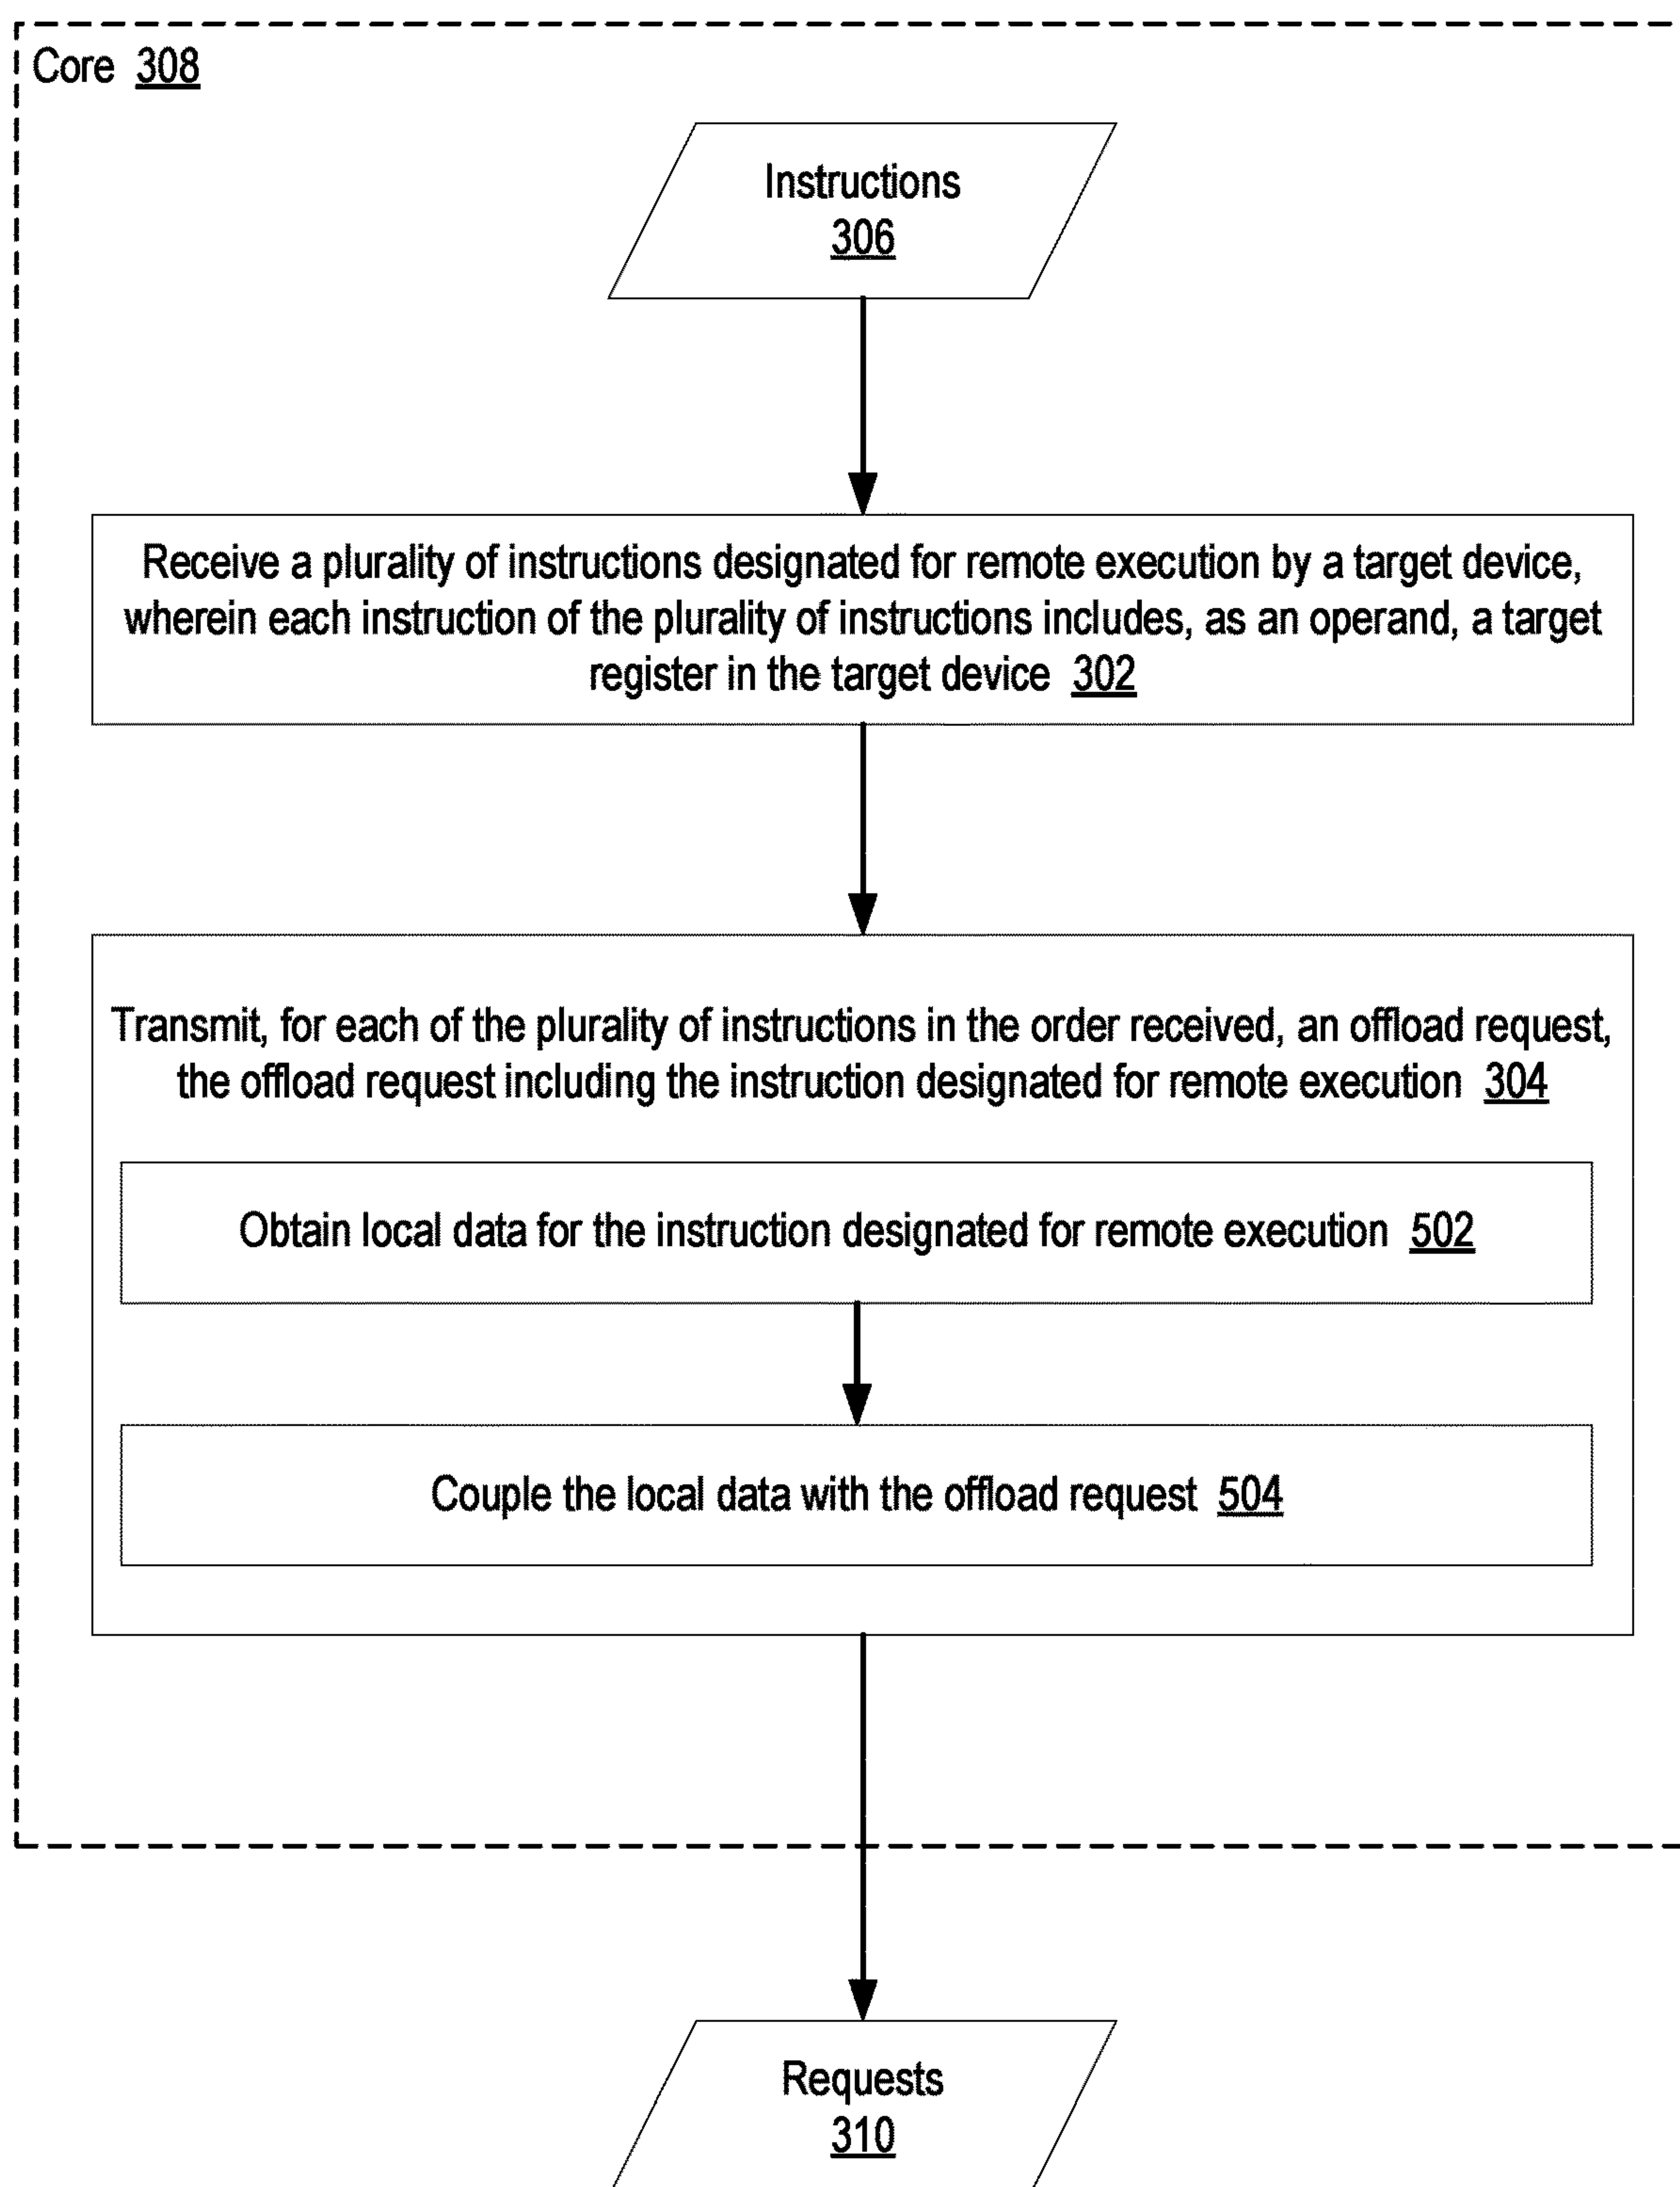 Core 308
Instructions
306
Receive a plurality of instructions designated for remote execution by a target device,
wherein each instruction of the plurality of instructions includes, as an operand, a target
register in the target device 302
Transmit, for each of the plurality of instructions in the order received, an offload request,
the offload request including the instruction designated for remote execution 304
Obtain local data for the instruction designated for remote execution 502
Couple the local data with the offload request 504
Requests
310